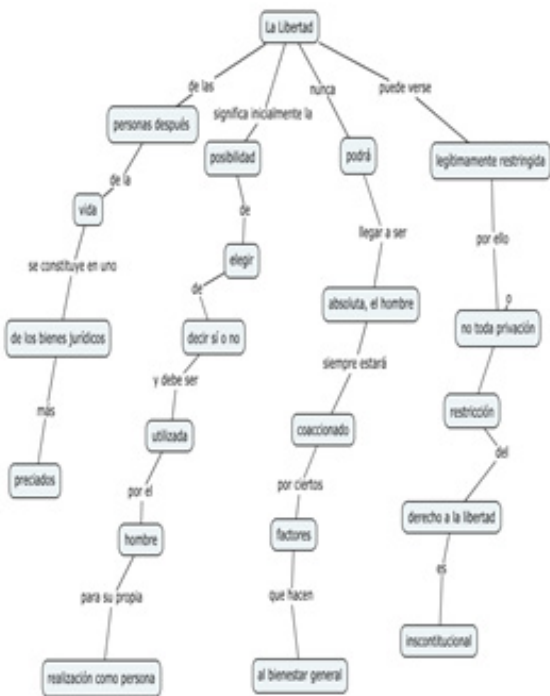 La Libertad
de las
personas después
de la
vida
se constituye en uno
de los bienes jurídicos
más
preciados
significa inicialmente la
posibilidad
de
elegir
de
decir sí o no
y debe ser
utilizada
por el
hombre
para su propia
realización como persona
nunca
podrá
llegar a ser
absoluta, el hombre
siempre estará
coaccionado
por ciertos
factores
que hacen
al bienestar general
puede verse
legítimamente restringida
por ello
no toda privación
o
restricción
del
derecho a la libertad
es
inscontitucional